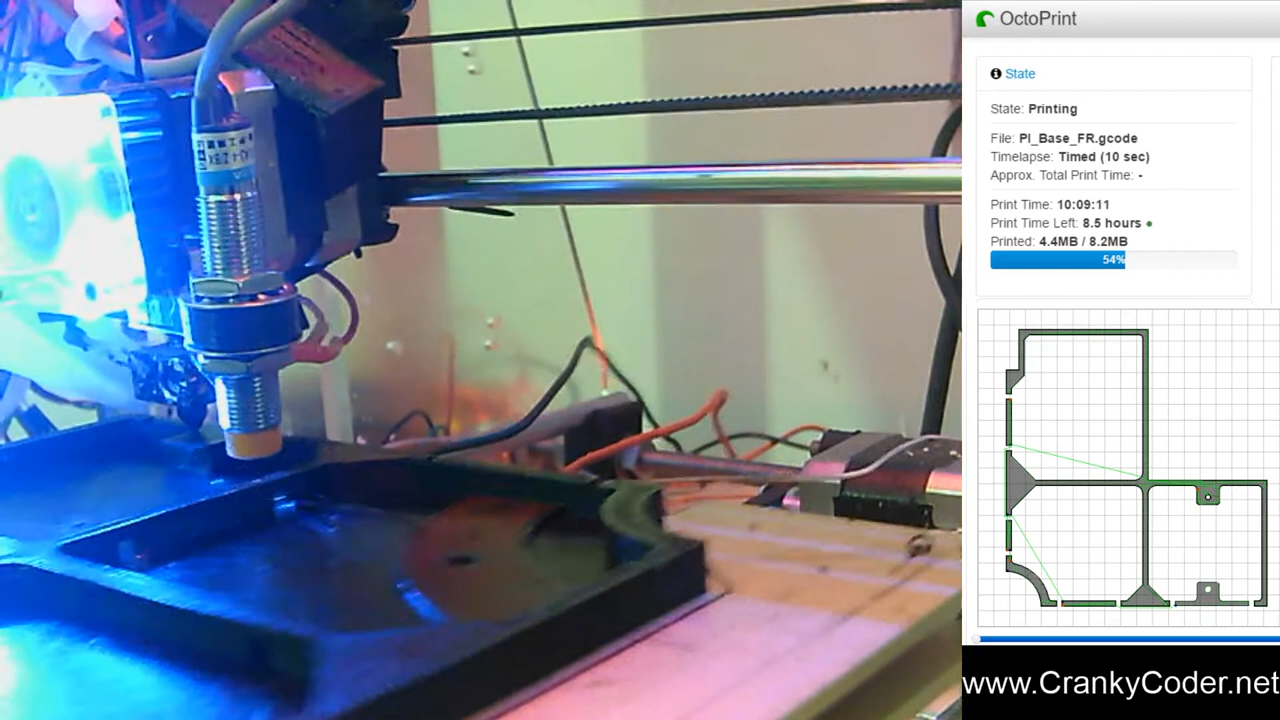 OctoPrint
State
State: Printing
File: PI_Base_FR.gcode
Timelapse: Timed (10 sec)
Approx. Total Print Time: -
Print Time: 10:09:11
Print Time Left: 8.5 hours
Printed: 4.4MB / 8.2MB
54%
www.CrankyCoder.net